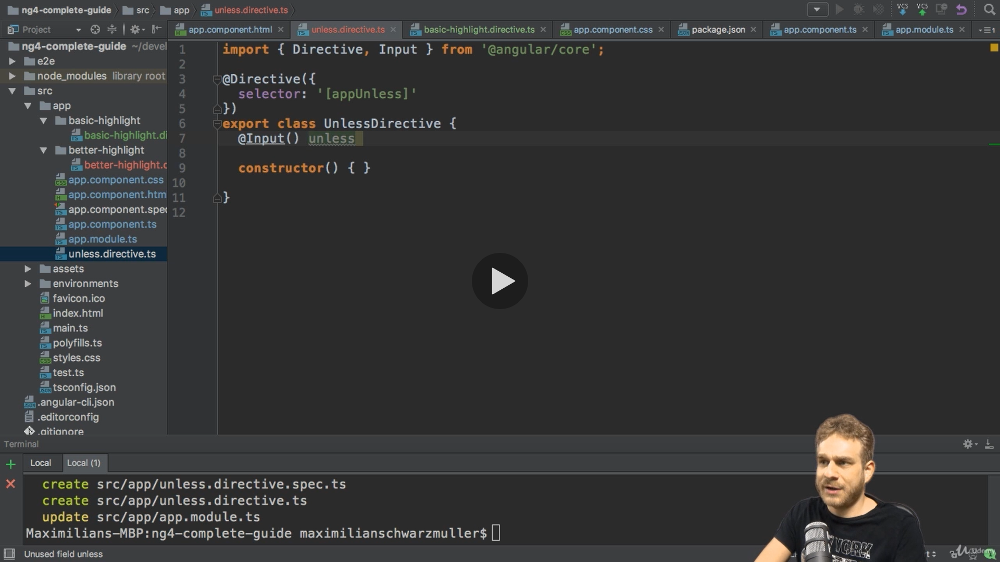 ng4-complete-guide src app unless.directive.ts
VCS VCS
Project
app.component.html unless.directive.ts basic-highlight.directive.ts app.component.css package.json app.component.ts app.module.ts
ng4-complete-guide ~/devel
e2e
node_modules library root
src
app
basic-highlight
basic-highlight.di
better-highlight
better-highlight.c
app.component.css
app.component.htm
app.component.spec
app.component.ts
app.module.ts
unless.directive.ts
assets
environments
favicon.ico
index.html
main.ts
polyfills.ts
styles.css
test.ts
tsconfig.json
.angular-cli.json
.editorconfig
.gitignore
1 import { Directive, Input } from '@angular/core';
2
3 @Directive({
4 selector: '[appUnless]'
5 })
6 export class UnlessDirective {
7 @Input() unless
8
9 constructor() { }
10
11 }
12
Terminal
Local Local (1)
create src/app/unless.directive.spec.ts
create src/app/unless.directive.ts
update src/app/app.module.ts
Maximilians-MBP:ng4-complete-guide maximilianschwarzmuller$
Unused field unless
YORK
Udemy